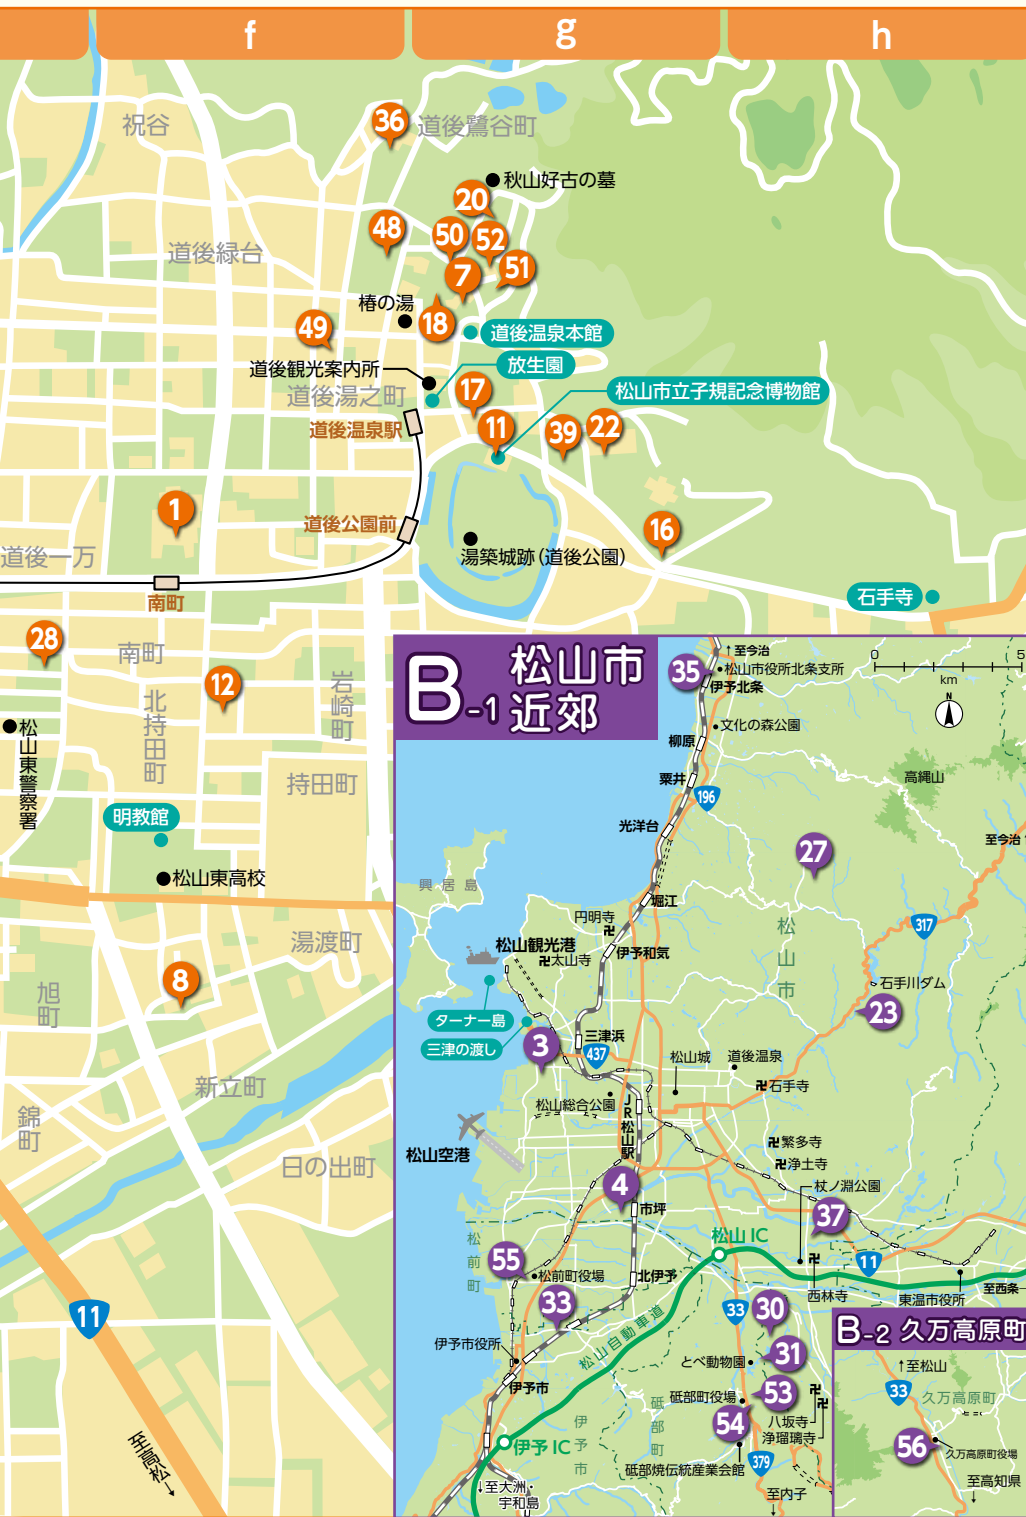 f
g
h
祝谷
36
道後鷺谷町
秋山好古の墓
20
48
50
52
道後緑台
7
51
椿の湯
49
18
道後温泉本館
道後観光案内所
放生園
道後湯之町
17
松山市立子規記念博物館
道後温泉駅
11
39
22
1
道後公園前
16
道後一万
湯築城跡(道後公園)
南町
石手寺
28
南町
12
岩崎町
北持田町
松山東警察署
持田町
明教館
松山東高校
湯渡町
8
旭町
新立町
錦町
日の出町
11
至高松→
B-1 松山市近郊
35
↑至今治
松山市役所北条支所
伊予北条
0
5
km
N
文化の森公園
柳原
粟井
196
高縄山
光洋台
27
至今治
興居島
堀江
円明寺
317
松山観光港
太山寺
伊予和気
松山市
石手川ダム
23
ターナー島
三津の渡し
3
三津浜
437
松山城
道後温泉
石手寺
松山総合公園
JR松山駅
松山空港
繁多寺
浄土寺
4
市坪
杖ノ淵公園
37
松山 IC
松前町
55
松前町役場
北伊予
11
西林寺
東温市役所
至西条
33
33
30
伊予市役所
松山自動車道
とべ動物園
31
伊予市
砥部町役場
53
砥部町
54
八坂寺
浄瑠璃寺
伊予 IC
伊予市
砥部焼伝統産業会館
379
↓至大洲・
宇和島
至内子
↓
B-2 久万高原町
↑至松山
33
久万高原町
56
久万高原町役場
至高知県
↓